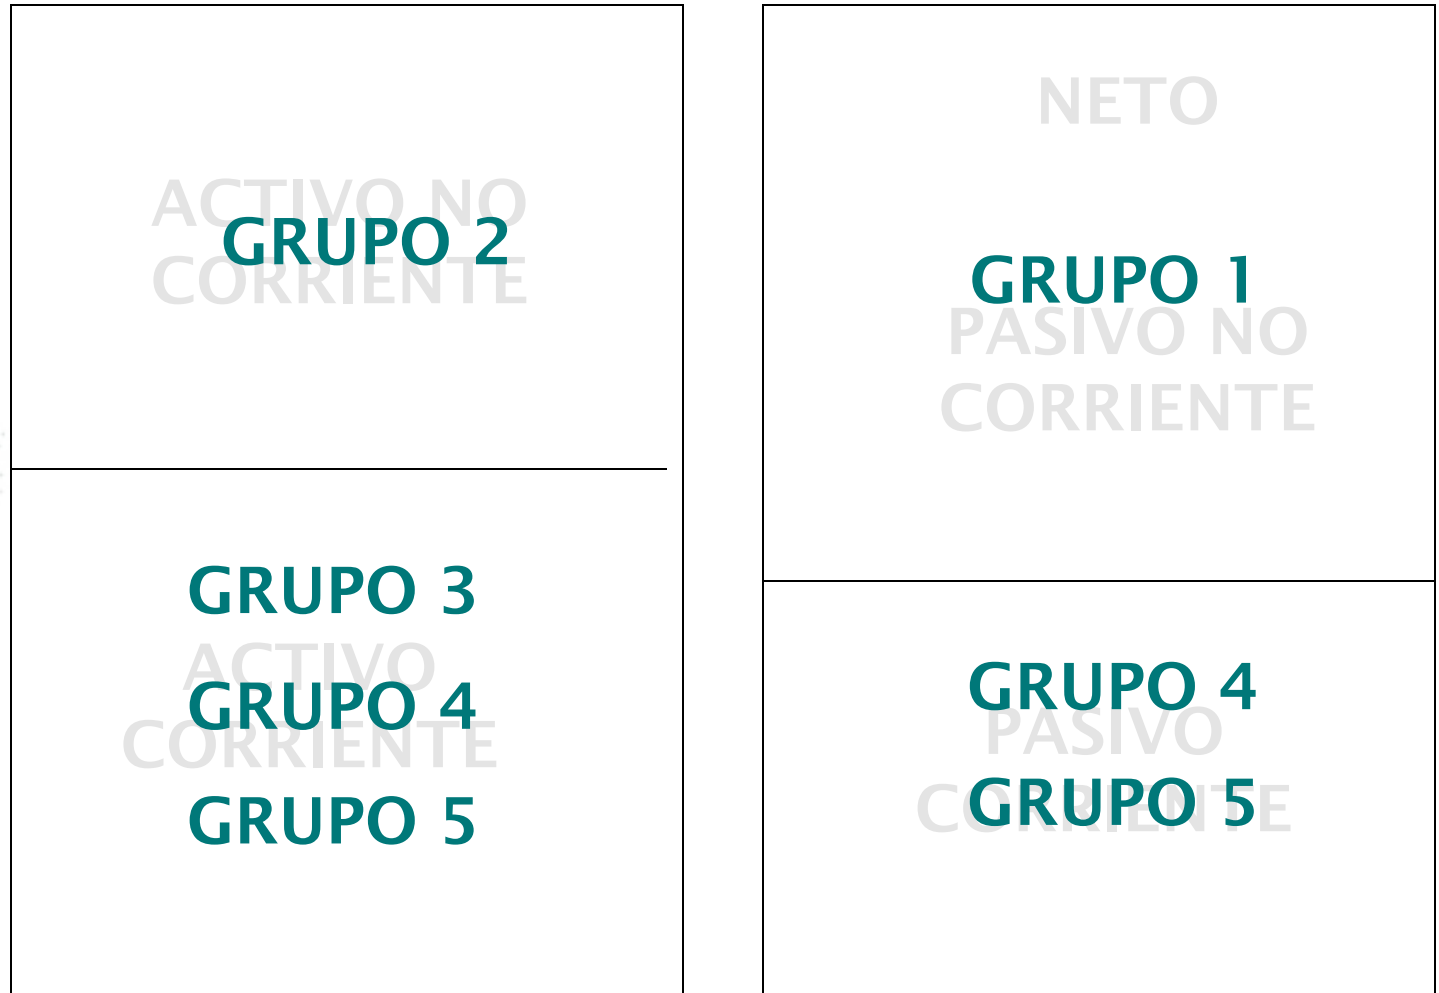 ACTIVO NO
GRUPO 2
CORRIENTE
GRUPO 3
ACTIVO
GRUPO 4
CORRIENTE
GRUPO 5
NETO
GRUPO 1
PASIVO NO
CORRIENTE
GRUPO 4
PASIVO
GRUPO 5
CORRIENTE